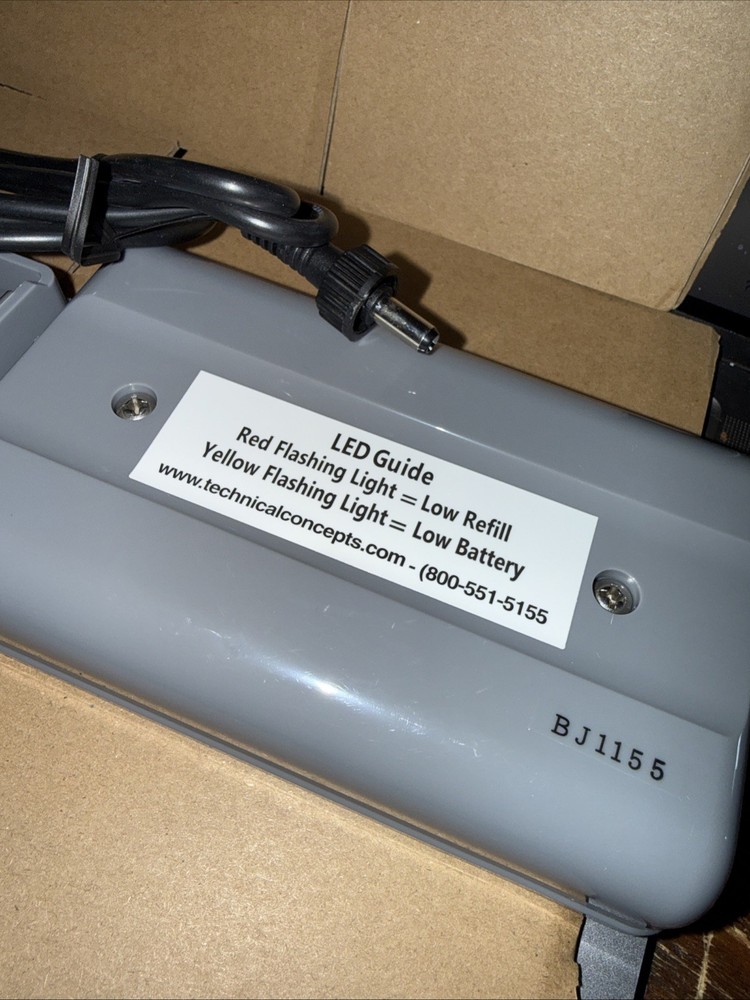 LED Guide
Red Flashing Light = Low Refill
Yellow Flashing Light = Low Battery
www.technicalconcepts.com - (800-551-5155
BJ1155